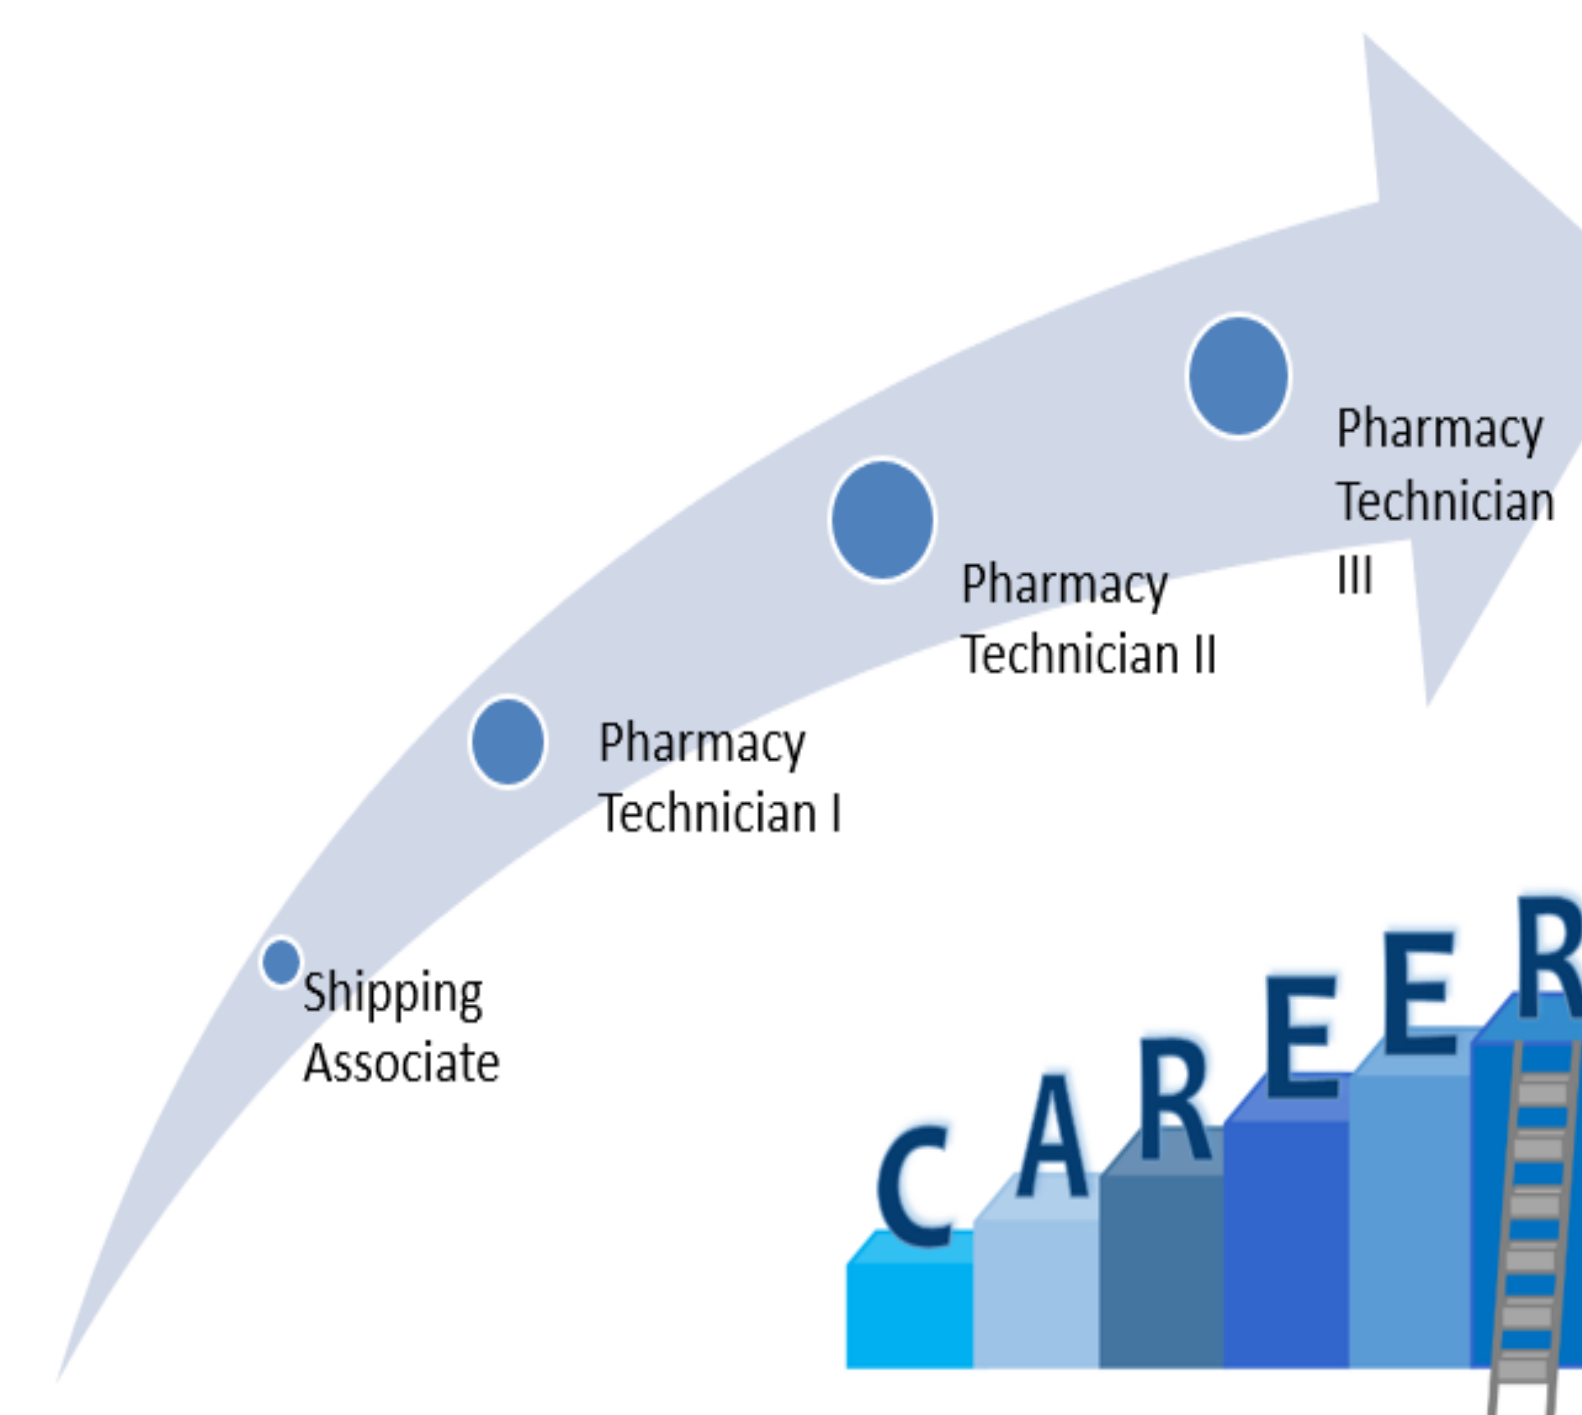 Pharmacy
Technician
III
Pharmacy
Technician II
Pharmacy
Technician I
Shipping
Associate
CAREER